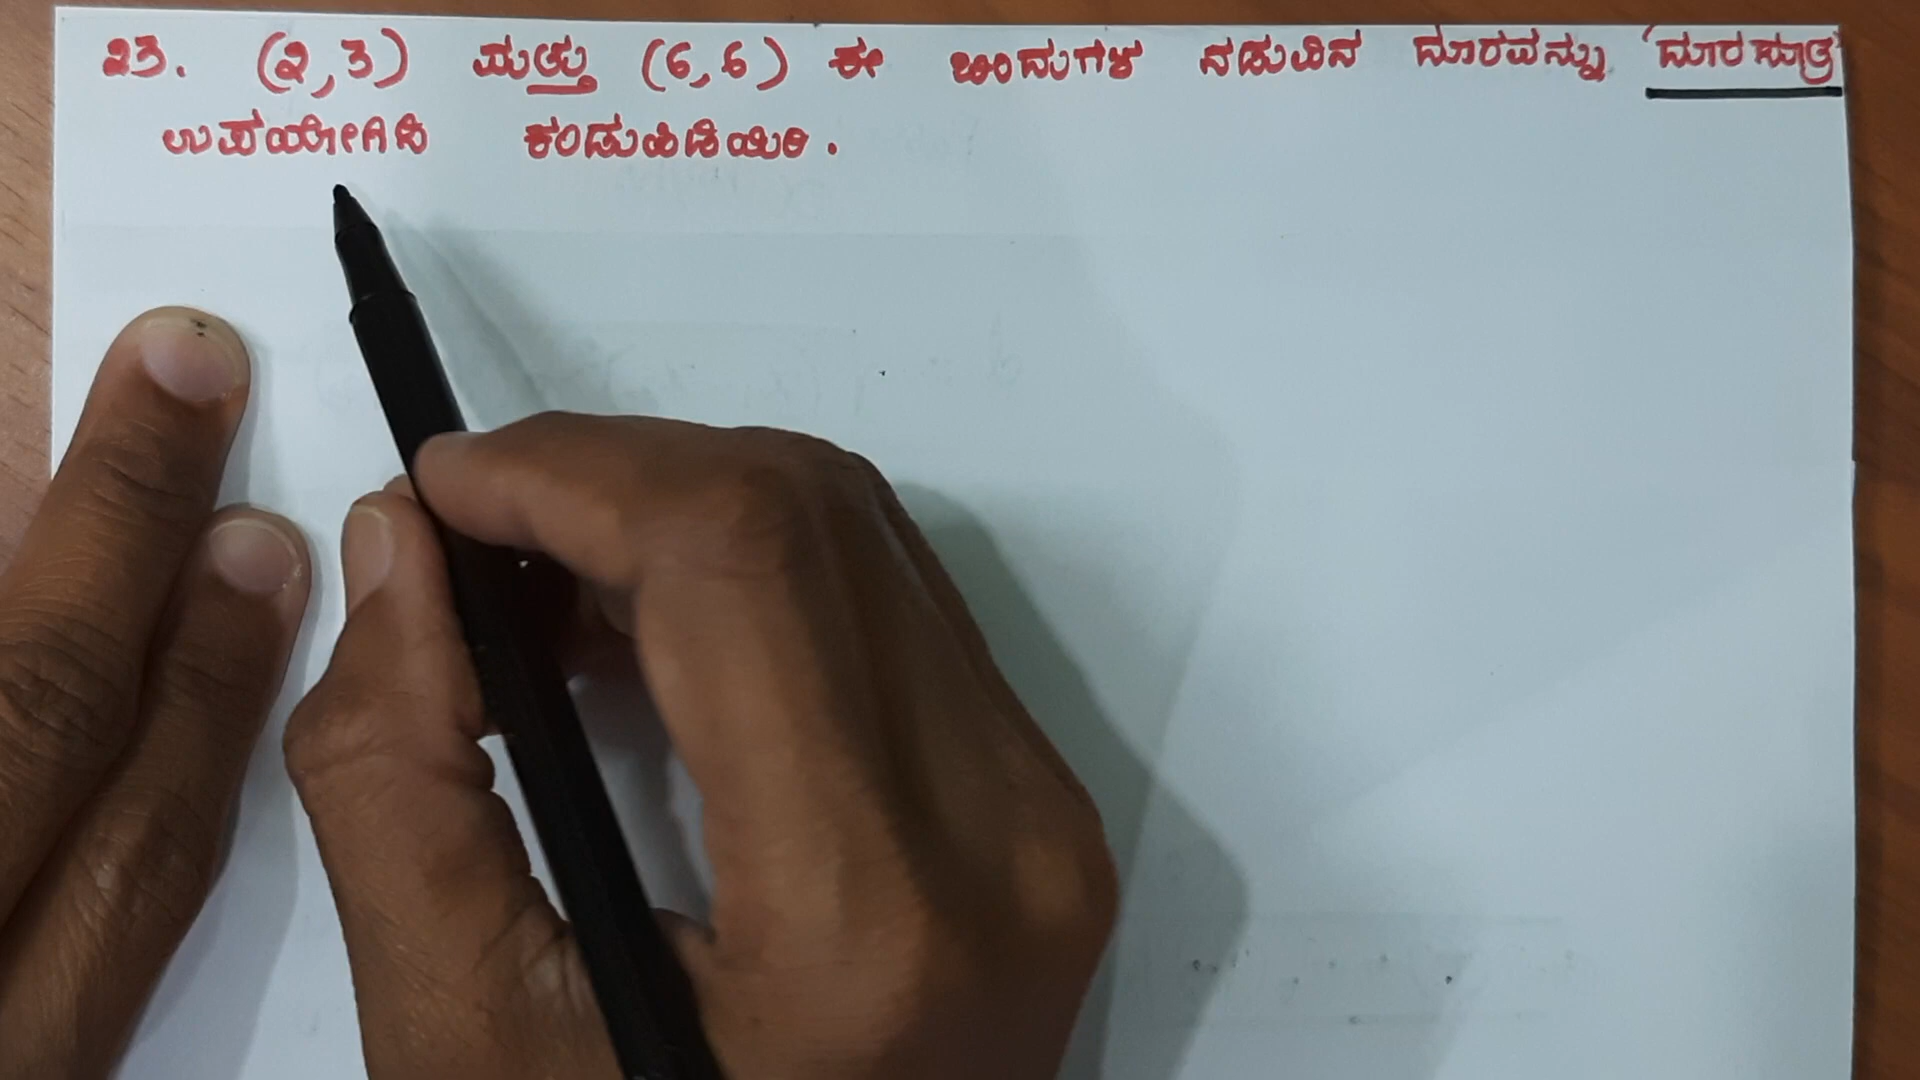 23. (2,3) ಮತ್ತು (6,6) ಈ ಬಿಂದುಗಳ ನಡುವಿನ ದೂರವನ್ನು 'ದೂರಸೂತ್ರ
ಉಪಯೋಗಿಸಿ ಕಂಡುಹಿಡಿಯಿರಿ.